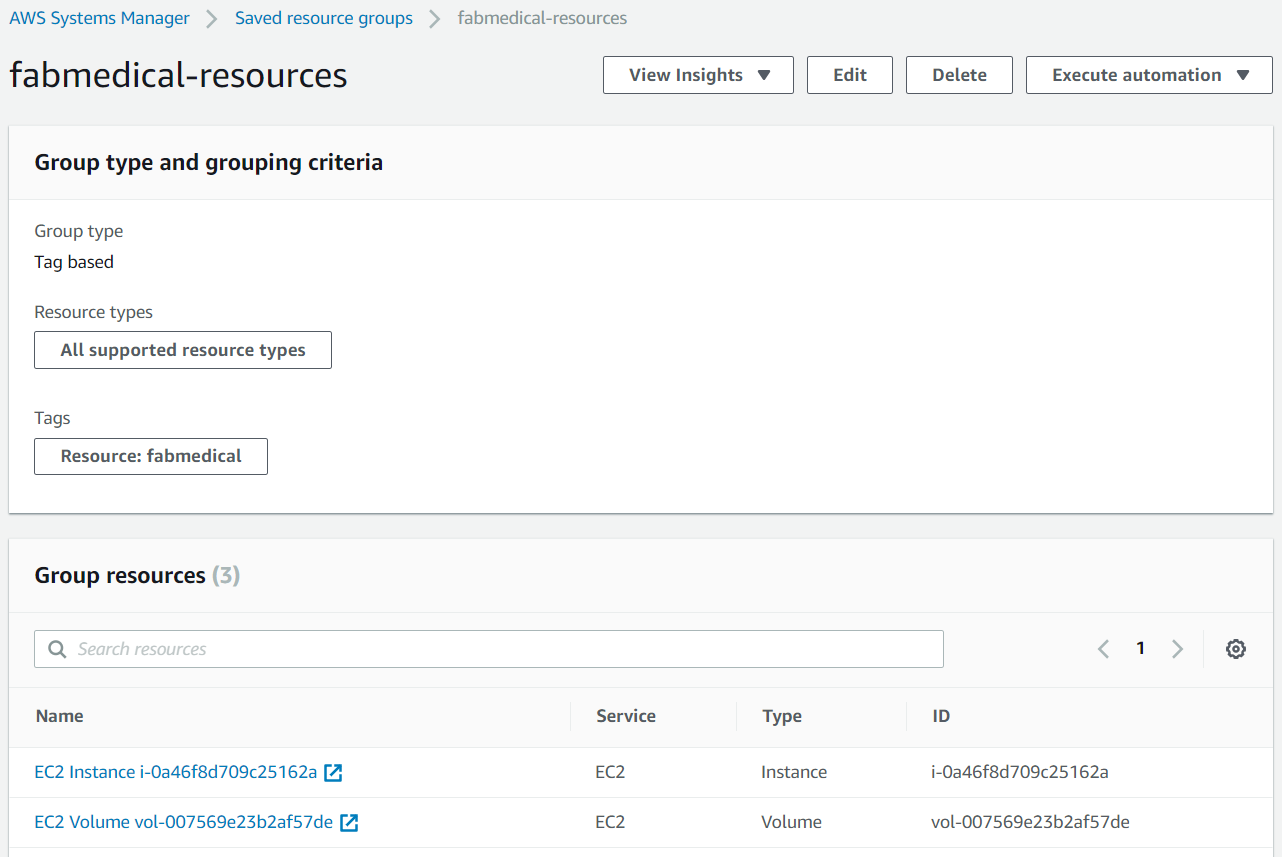 AWS Systems Manager > Saved resource groups > fabmedical-resources
fabmedical-resources
View Insights ▼ Edit Delete Execute automation ▼
Group type and grouping criteria
Group type
Tag based
Resource types
All supported resource types
Tags
Resource: fabmedical
Group resources (3)
Search resources < 1 >
Name Service Type ID
EC2 Instance i-0a46f8d709c25162a EC2 Instance i-0a46f8d709c25162a
EC2 Volume vol-007569e23b2af57de EC2 Volume vol-007569e23b2af57de